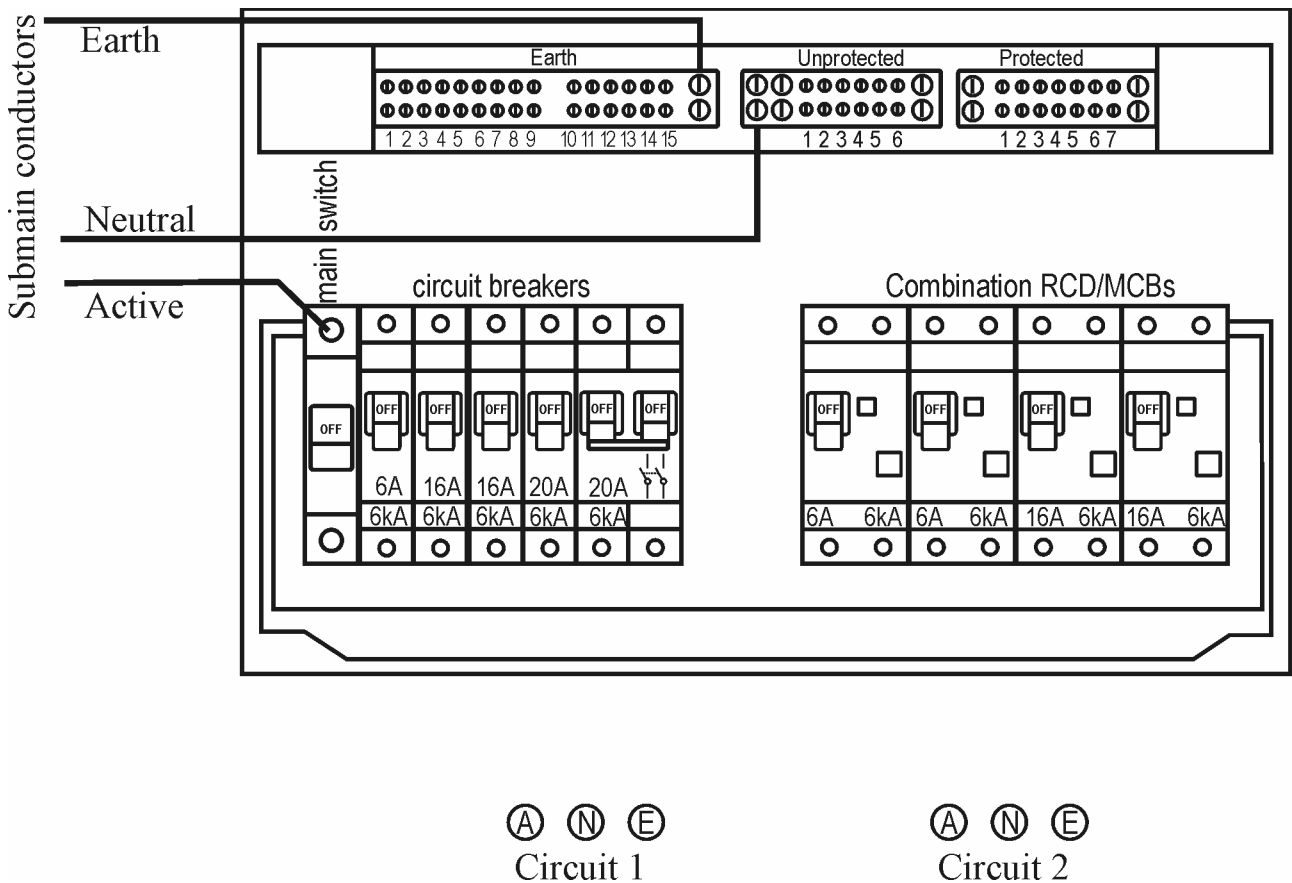 Submain conductors
Earth
Neutral
Active
Earth
Unprotected
Protected
1 2 3 4 5 6 7 8 9 10 11 12 13 14 15
1 2 3 4 5 6
1 2 3 4 5 6 7
main switch
circuit breakers
Combination RCD/MCBs
OFF
OFF OFF OFF OFF OFF OFF
OFF OFF OFF OFF
6A 16A 16A 20A 20A
6kA 6kA 6kA 6kA 6kA
6A 6kA 6A 6kA 16A 6kA 16A 6kA
A N E
Circuit 1
A N E
Circuit 2